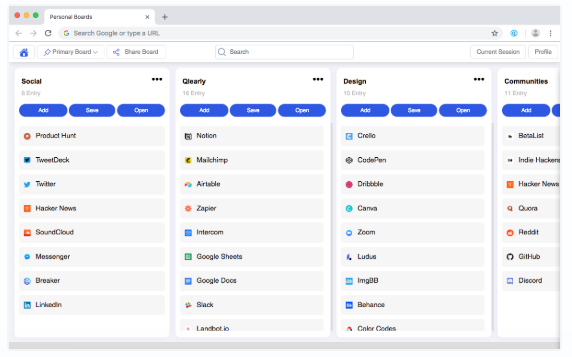 Personal Boards
Search Google or type a URL
Primary Board
Share Board
Search
Current Session
Profile
Social
8 Entry
Add
Save
Open
Product Hunt
TweetDeck
Twitter
Hacker News
SoundCloud
Messenger
Breaker
LinkedIn
Qlearly
16 Entry
Add
Save
Open
Notion
Mailchimp
Airtable
Zapier
Intercom
Google Sheets
Google Docs
Slack
Landbot.io
Design
10 Entry
Add
Save
Open
Crello
CodePen
Dribbble
Canva
Zoom
Ludus
ImgBB
Behance
Color Codes
Communities
11 Entry
Add
BetaList
Indie Hackers
Hacker News
Quora
Reddit
GitHub
Discord